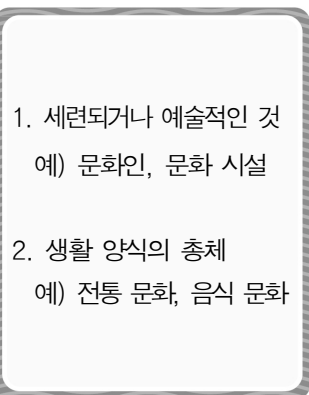 1. 세련되거나 예술적인 것
예) 문화인, 문화 시설
2. 생활 양식의 총체
예) 전통 문화, 음식 문화